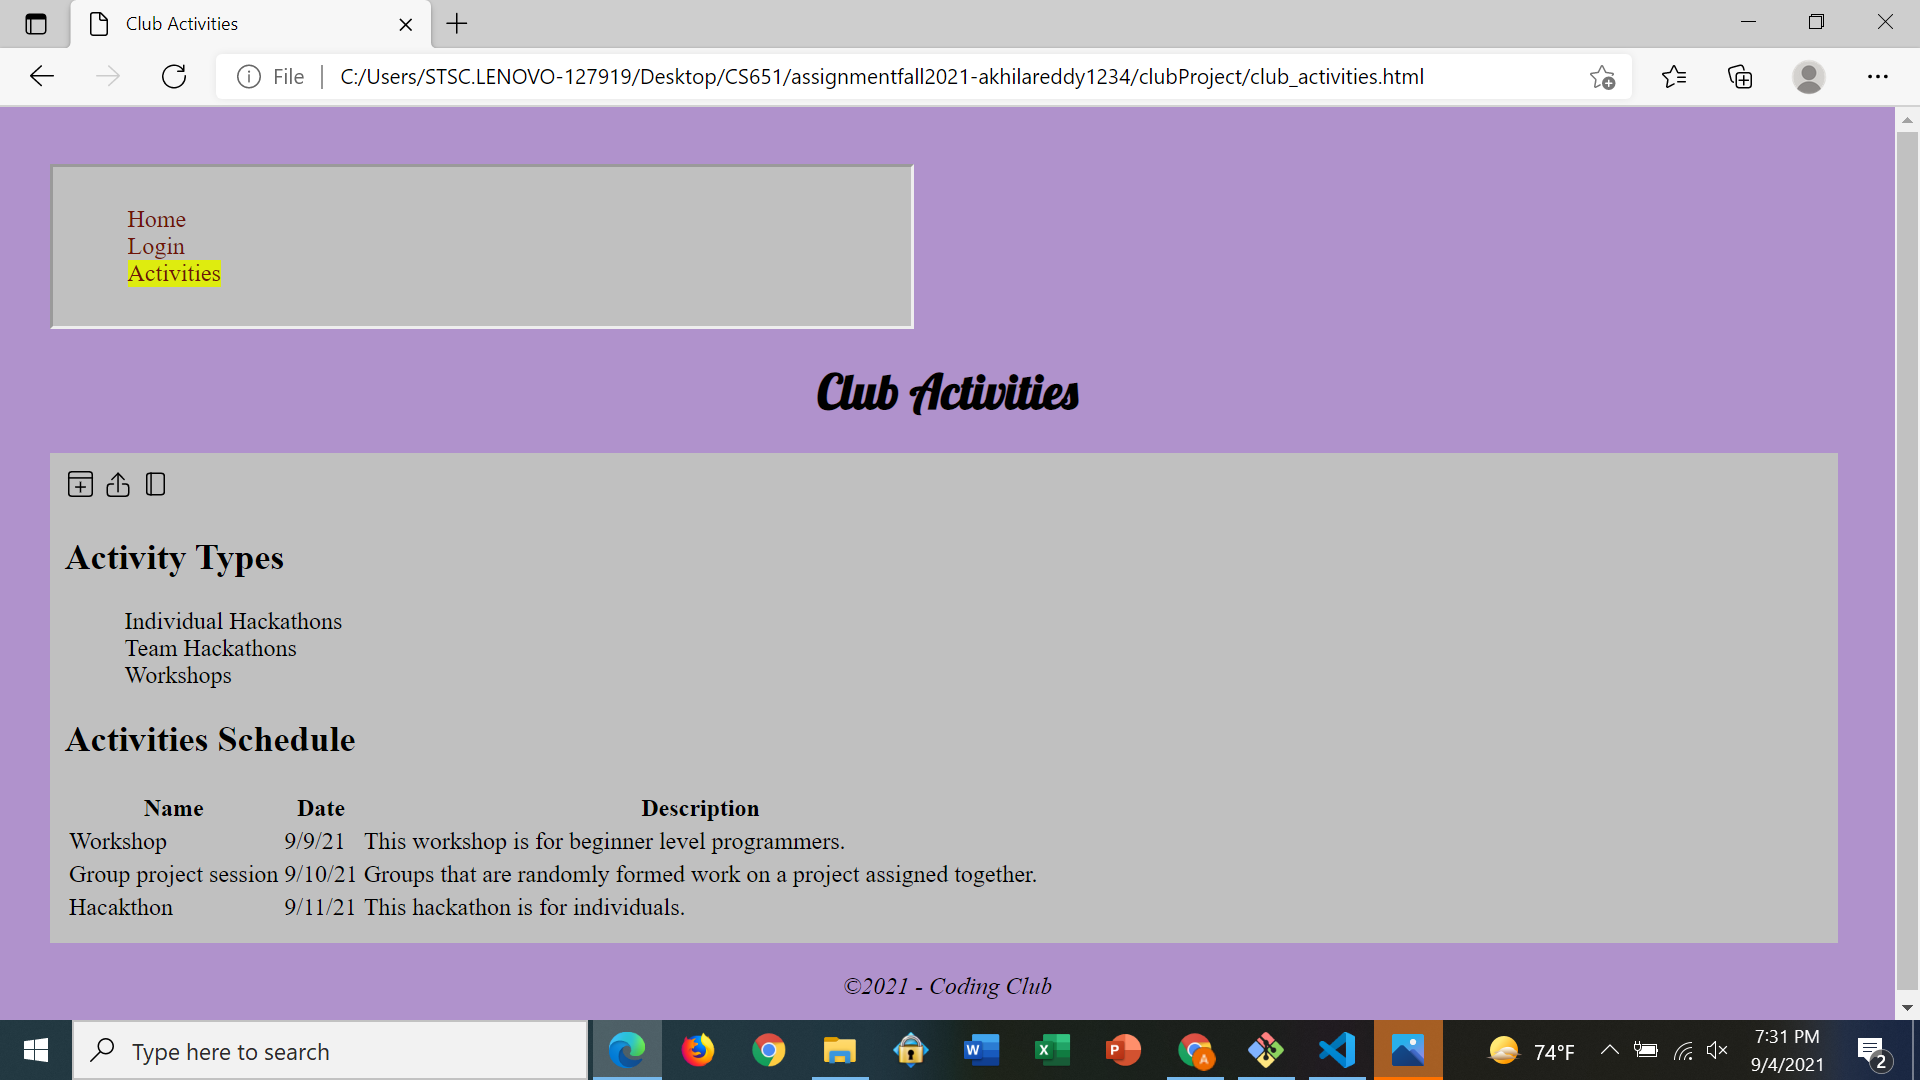 Club Activities
File
C:/Users/STSC.LENOVO-127919/Desktop/CS651/assignmentfall2021-akhilareddy1234/clubProject/club_activities.html
Home
Login
Activities
Club Activities
Activity Types
Individual Hackathons
Team Hackathons
Workshops
Activities Schedule
Name Date Description
Workshop 9/9/21 This workshop is for beginner level programmers.
Group project session 9/10/21 Groups that are randomly formed work on a project assigned together.
Hacakthon 9/11/21 This hackathon is for individuals.
©2021 - Coding Club
Type here to search
W
X
P
A
74°F
7:31 PM
9/4/2021
2